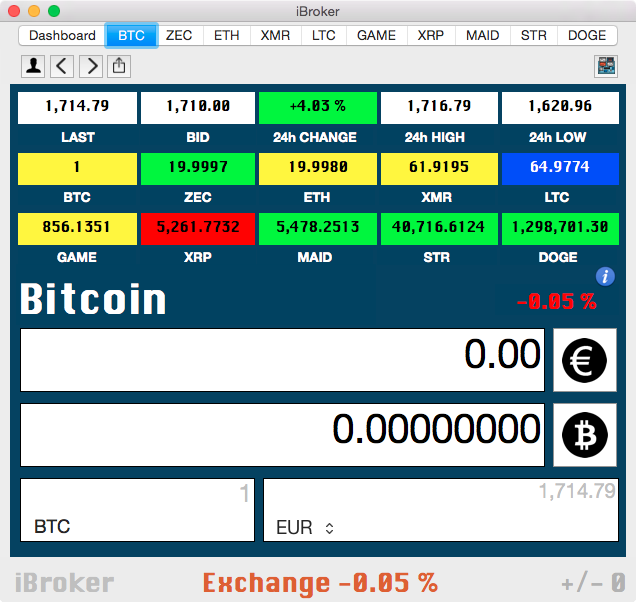 iBroker
Dashboard BTC ZEC ETH XMR LTC GAME XRP MAID STR DOGE
1,714.79 1,710.00 +4.03 % 1,716.79 1,620.96
LAST BID 24h CHANGE 24h HIGH 24h LOW
1 19.9997 19.9980 61.9195 64.9774
BTC ZEC ETH XMR LTC
856.1351 5,261.7732 5,478.2513 40,716.6124 1,298,701.30
GAME XRP MAID STR DOGE
i
Bitcoin -0.05 %
0.00 €
0.00000000 ₿
1 1,714.79
BTC EUR
iBroker Exchange -0.05 % +/- 0